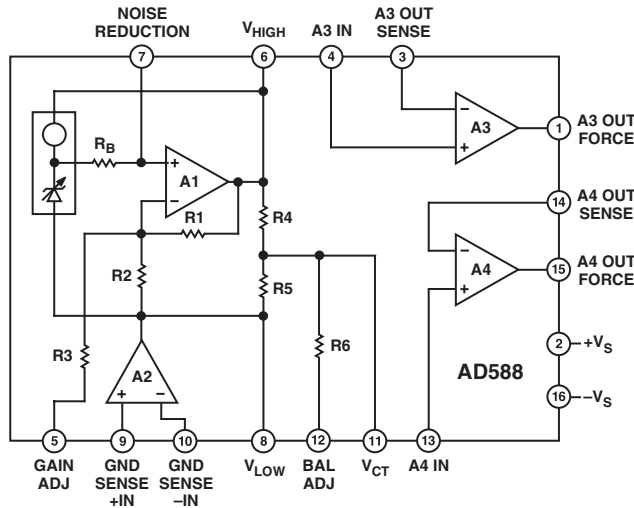 NOISE
REDUCTION
V_HIGH
A3 IN
A3 OUT
SENSE
7
6
4
3
R_B
+
A1
−
−
A3
+
1
A3 OUT
FORCE
R1
R4
14
A4 OUT
SENSE
R2
R5
−
A4
+
15
A4 OUT
FORCE
R3
R6
2
+V_S
A2
+
−
AD588
16
−V_S
5
9
10
8
12
11
13
GAIN
ADJ
GND
SENSE
+IN
GND
SENSE
−IN
V_LOW
BAL
ADJ
V_CT
A4 IN